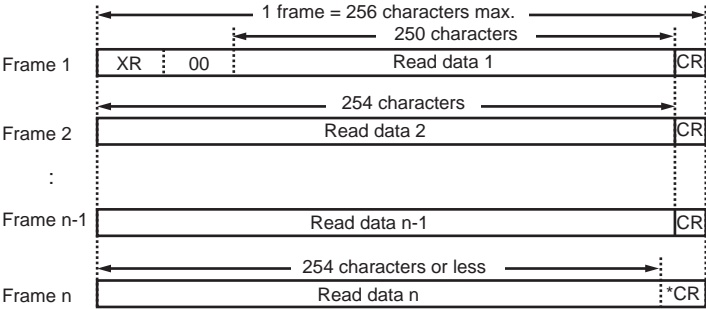 1 frame = 256 characters max.
250 characters
Frame 1 XR 00 Read data 1 CR
254 characters
Frame 2 Read data 2 CR
:
Frame n-1 Read data n-1 CR
254 characters or less
Frame n Read data n *CR